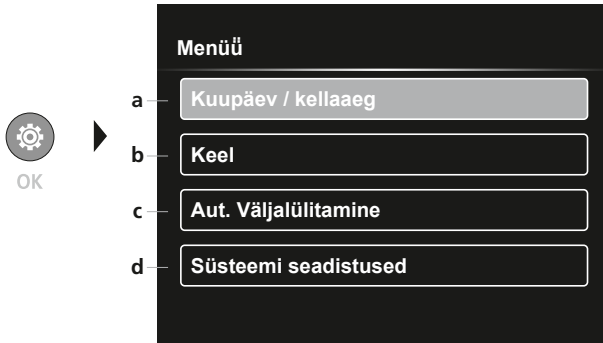 Menüü
a Kuupäev / kellaaeg
b Keel
OK
c Aut. Väljalülitamine
d Süsteemi seadistused